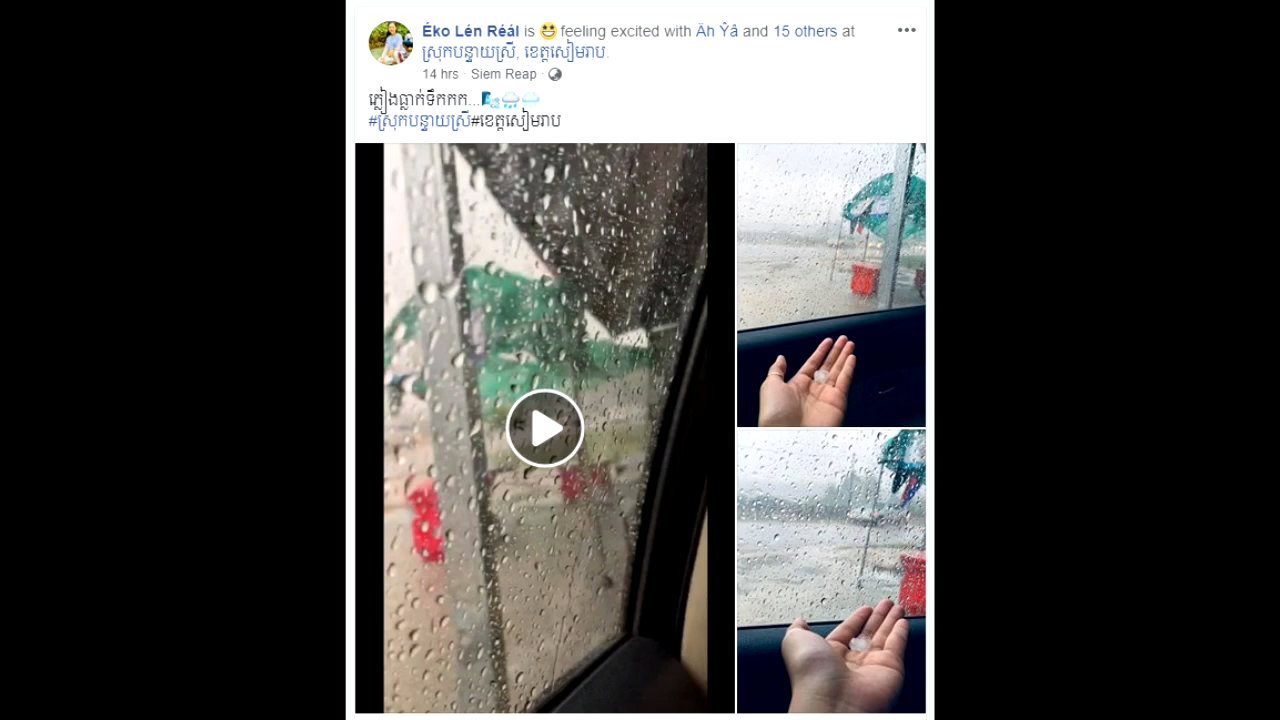 Éko Lén Réál is 😀 feeling excited with Äh Ŷâ and 15 others at
ស្រុកបន្ទាយស្រី, ខេត្តសៀមរាប.
14 hrs · Siem Reap ·
ភ្លៀងធ្លាក់ទឹកកក...🌬🌨🌨
#ស្រុកបន្ទាយស្រី#ខេត្តសៀមរាប